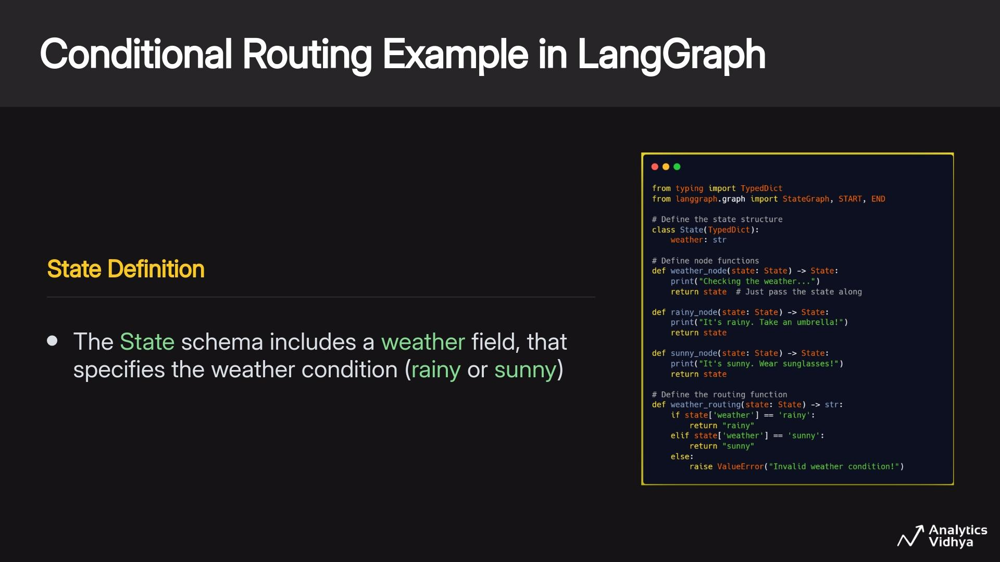 Conditional Routing Example in LangGraph
State Definition
The State schema includes a weather field, that
specifies the weather condition (rainy or sunny)
from typing import TypedDict
from langgraph.graph import StateGraph, START, END
# Define the state structure
class State(TypedDict):
    weather: str
# Define node functions
def weather_node(state: State) -> State:
    print("Checking the weather...")
    return state  # Just pass the state along
def rainy_node(state: State) -> State:
    print("It's rainy. Take an umbrella!")
    return state
def sunny_node(state: State) -> State:
    print("It's sunny. Wear sunglasses!")
    return state
# Define the routing function
def weather_routing(state: State) -> str:
    if state['weather'] == 'rainy':
        return "rainy"
    elif state['weather'] == 'sunny':
        return "sunny"
    else:
        raise ValueError("Invalid weather condition!")
Analytics
Vidhya